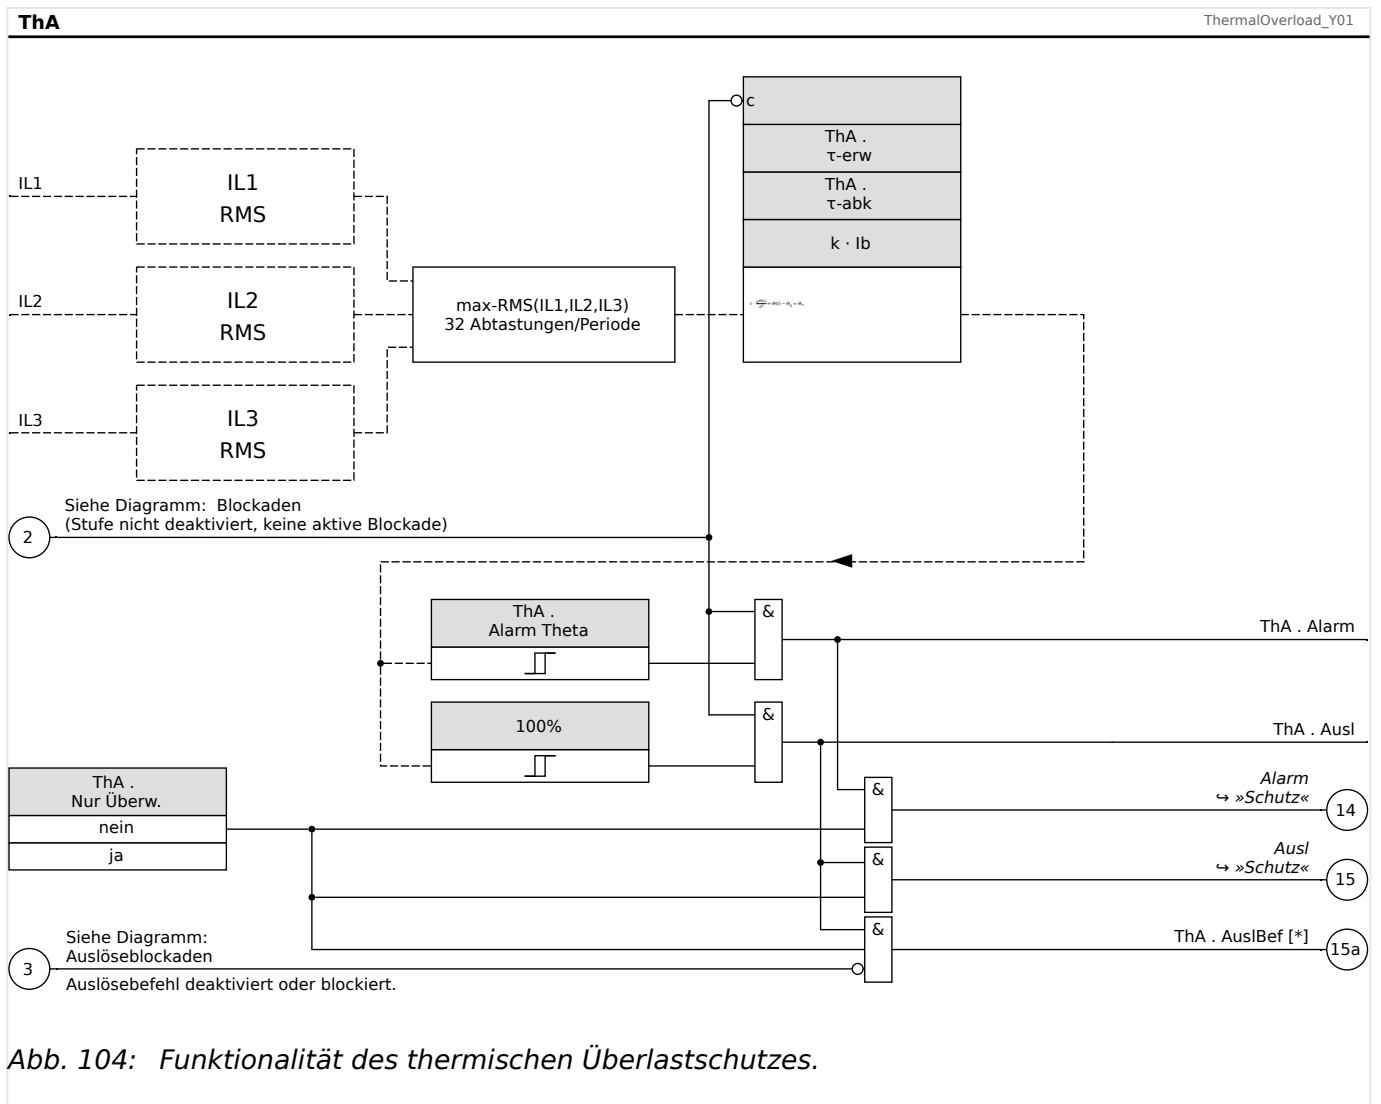 ThA
ThermalOverload_Y01
c
ThA .
τ-erw
ThA .
τ-abk
k · Ib
IL1
IL1
RMS
IL2
IL2
RMS
IL3
IL3
RMS
max-RMS(IL1,IL2,IL3)
32 Abtastungen/Periode
Siehe Diagramm: Blockaden
(Stufe nicht deaktiviert, keine aktive Blockade)
2
ThA .
Alarm Theta
&
ThA . Alarm
100%
&
ThA . Ausl
ThA .
Nur Überw.
nein
ja
&
Alarm
↪ »Schutz«
14
&
Ausl
↪ »Schutz«
15
&
ThA . AuslBef [*]
15a
Siehe Diagramm:
Auslöseblockaden
3
Auslösebefehl deaktiviert oder blockiert.
Abb. 104: Funktionalität des thermischen Überlastschutzes.